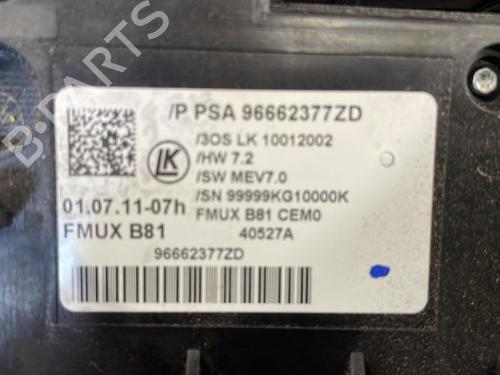 B-PARTS
/P PSA 96662377ZD
/3OS LK 10012002
/HW 7.2
/SW MEV7.0
/SN 99999KG10000K
FMUX B81 CEM0
40527A
LK
01.07.11-07h
FMUX B81
96662377ZD